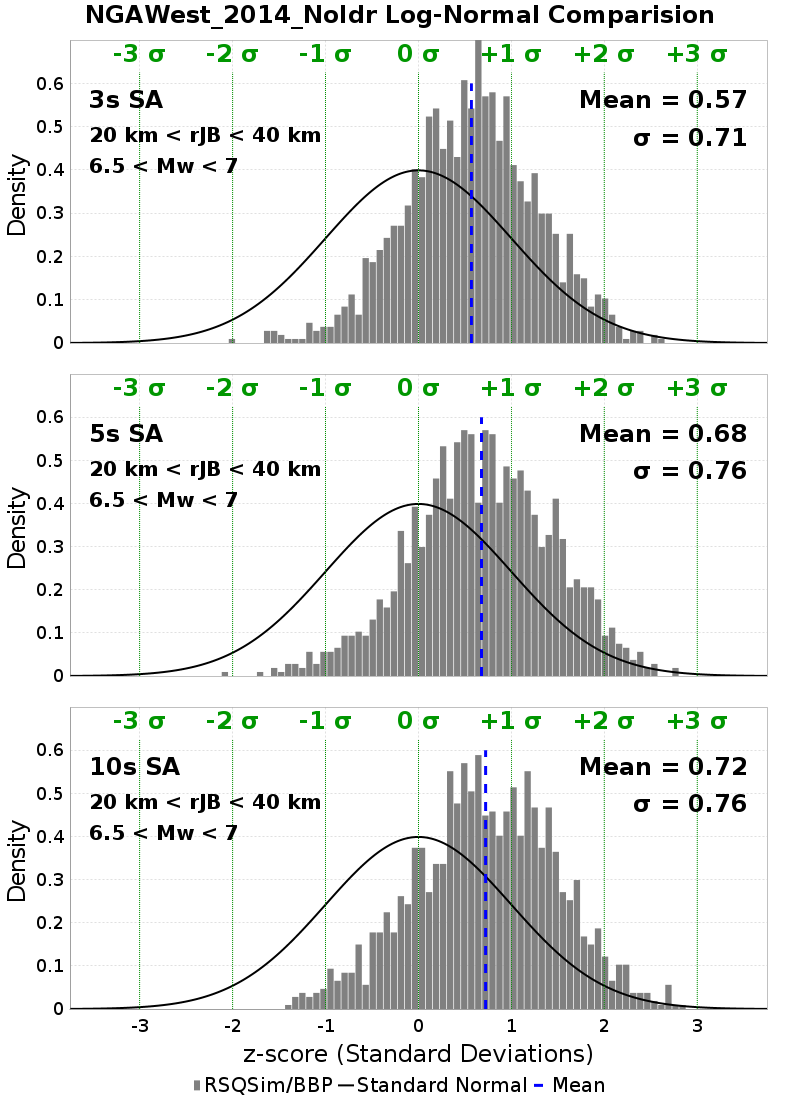 NGAWest_2014_NoIdr Log-Normal Comparision
-3 σ -2 σ -1 σ 0 σ +1 σ +2 σ +3 σ
3s SA
Mean = 0.57
20 km < rJB < 40 km
σ = 0.71
6.5 < Mw < 7
Density
0.6
0.5
0.4
0.3
0.2
0.1
0
-3 σ -2 σ -1 σ 0 σ +1 σ +2 σ +3 σ
5s SA
Mean = 0.68
20 km < rJB < 40 km
σ = 0.76
6.5 < Mw < 7
Density
0.6
0.5
0.4
0.3
0.2
0.1
0
-3 σ -2 σ -1 σ 0 σ +1 σ +2 σ +3 σ
10s SA
Mean = 0.72
20 km < rJB < 40 km
σ = 0.76
6.5 < Mw < 7
Density
0.6
0.5
0.4
0.3
0.2
0.1
0
-3 -2 -1 0 1 2 3
z-score (Standard Deviations)
RSQSim/BBP Standard Normal Mean